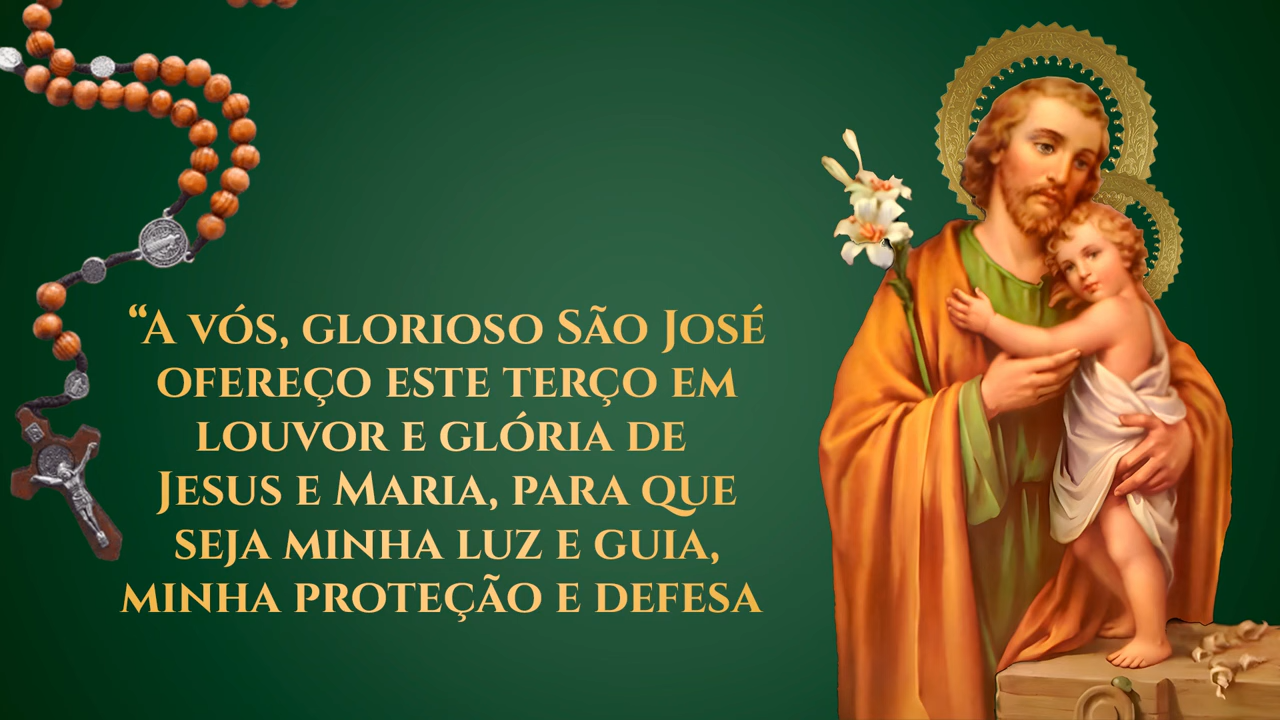 “A vós, glorioso São José
ofereço este terço em
louvor e glória de
Jesus e Maria, para que
seja minha luz e guia,
minha proteção e defesa